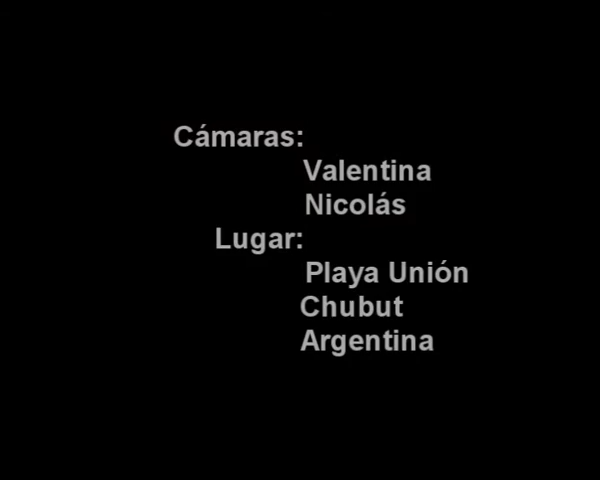 Cámaras:
Valentina
Nicolás
Lugar:
Playa Unión
Chubut
Argentina